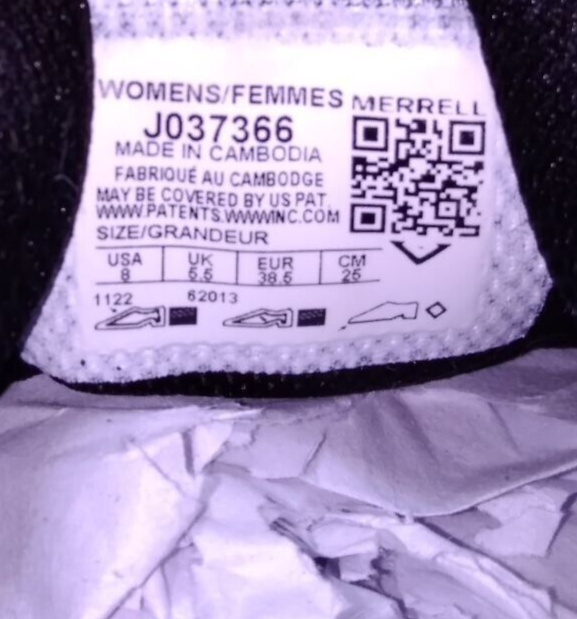 WOMENS/FEMMES MERRELL
J037366
MADE IN CAMBODIA
FABRIQUÉ AU CAMBODGE
MAY BE COVERED BY US PAT.
WWW.PATENTS.WWWINC.COM
SIZE/GRANDEUR
USA UK EUR CM
8 5.5 38.5 25
1122 62013